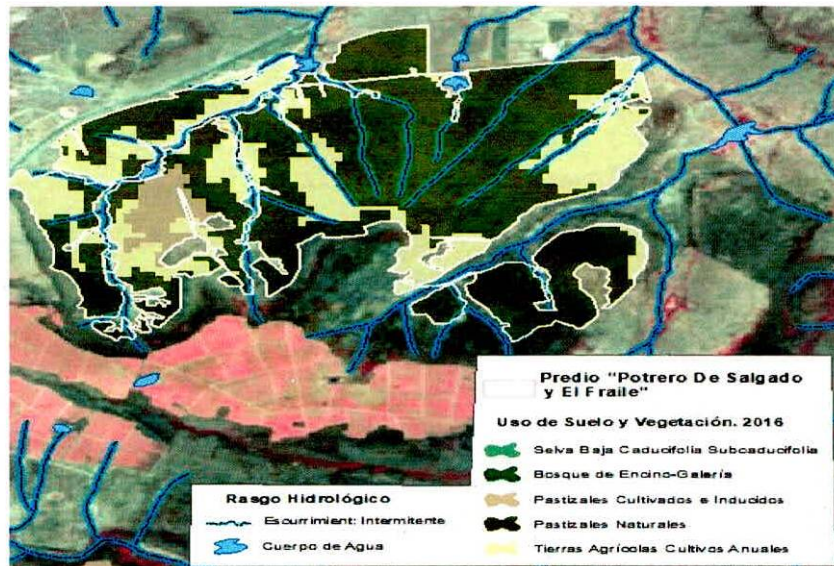 Predio "Potrero De Salgado
y El Fraile"
Uso de Suelo y Vegetación. 2016
Selva Baja Caducifolia Subcaducifolia
Bosque de Encino-Galería
Pastizales Cultivados e Inducidos
Pastizales Naturales
Tierras Agrícolas Cultivos Anuales
Rasgo Hidrológico
Escurrimient: Intermitente
Cuerpo de Agua